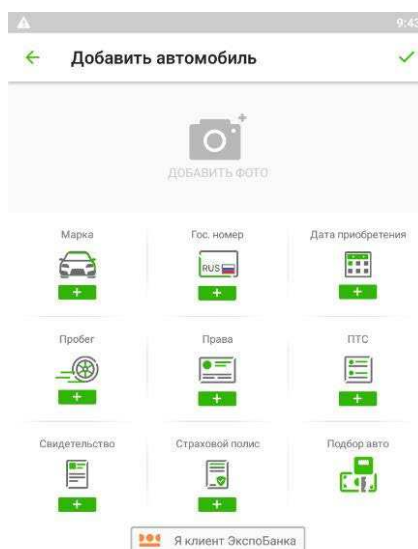 9:43
Добавить автомобиль
ДОБАВИТЬ ФОТО
Марка
Гос. номер
Дата приобретения
RUS
Пробег
Права
ПТС
Свидетельство
Страховой полис
Подбор авто
Я клиент ЭкспоБанка